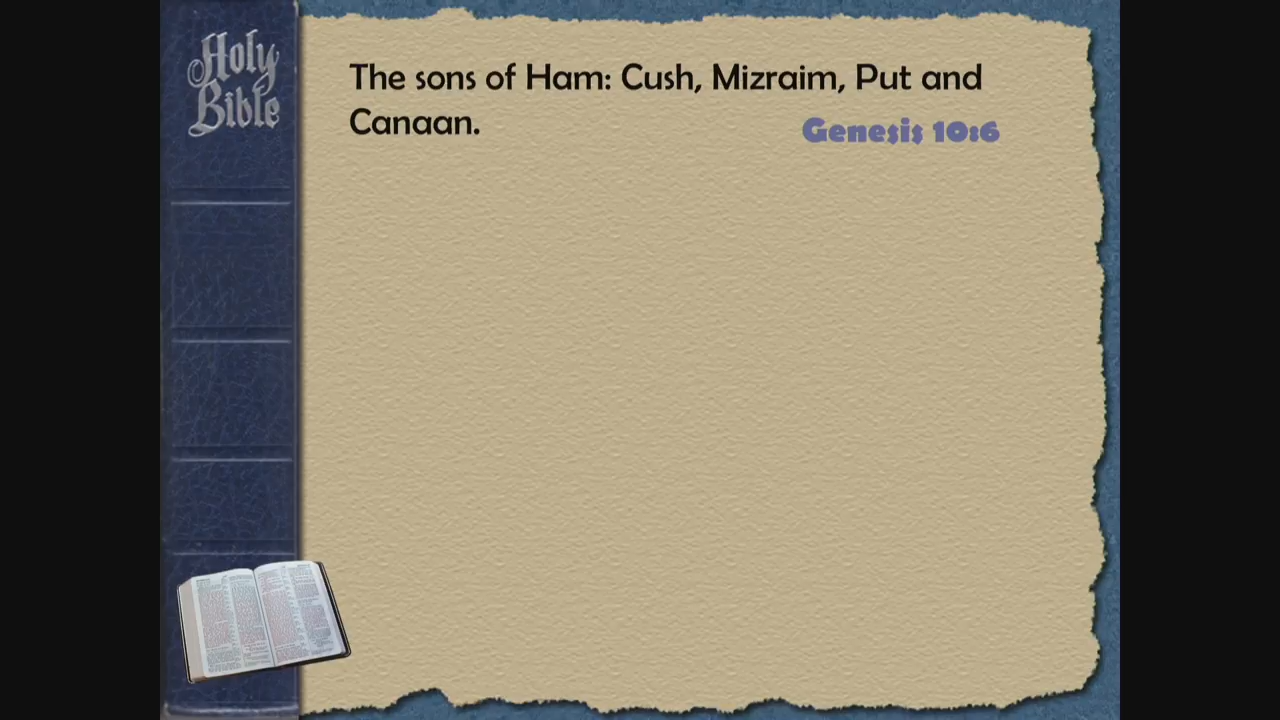 Holy
Bible
The sons of Ham: Cush, Mizraim, Put and
Canaan.
Genesis 10:6